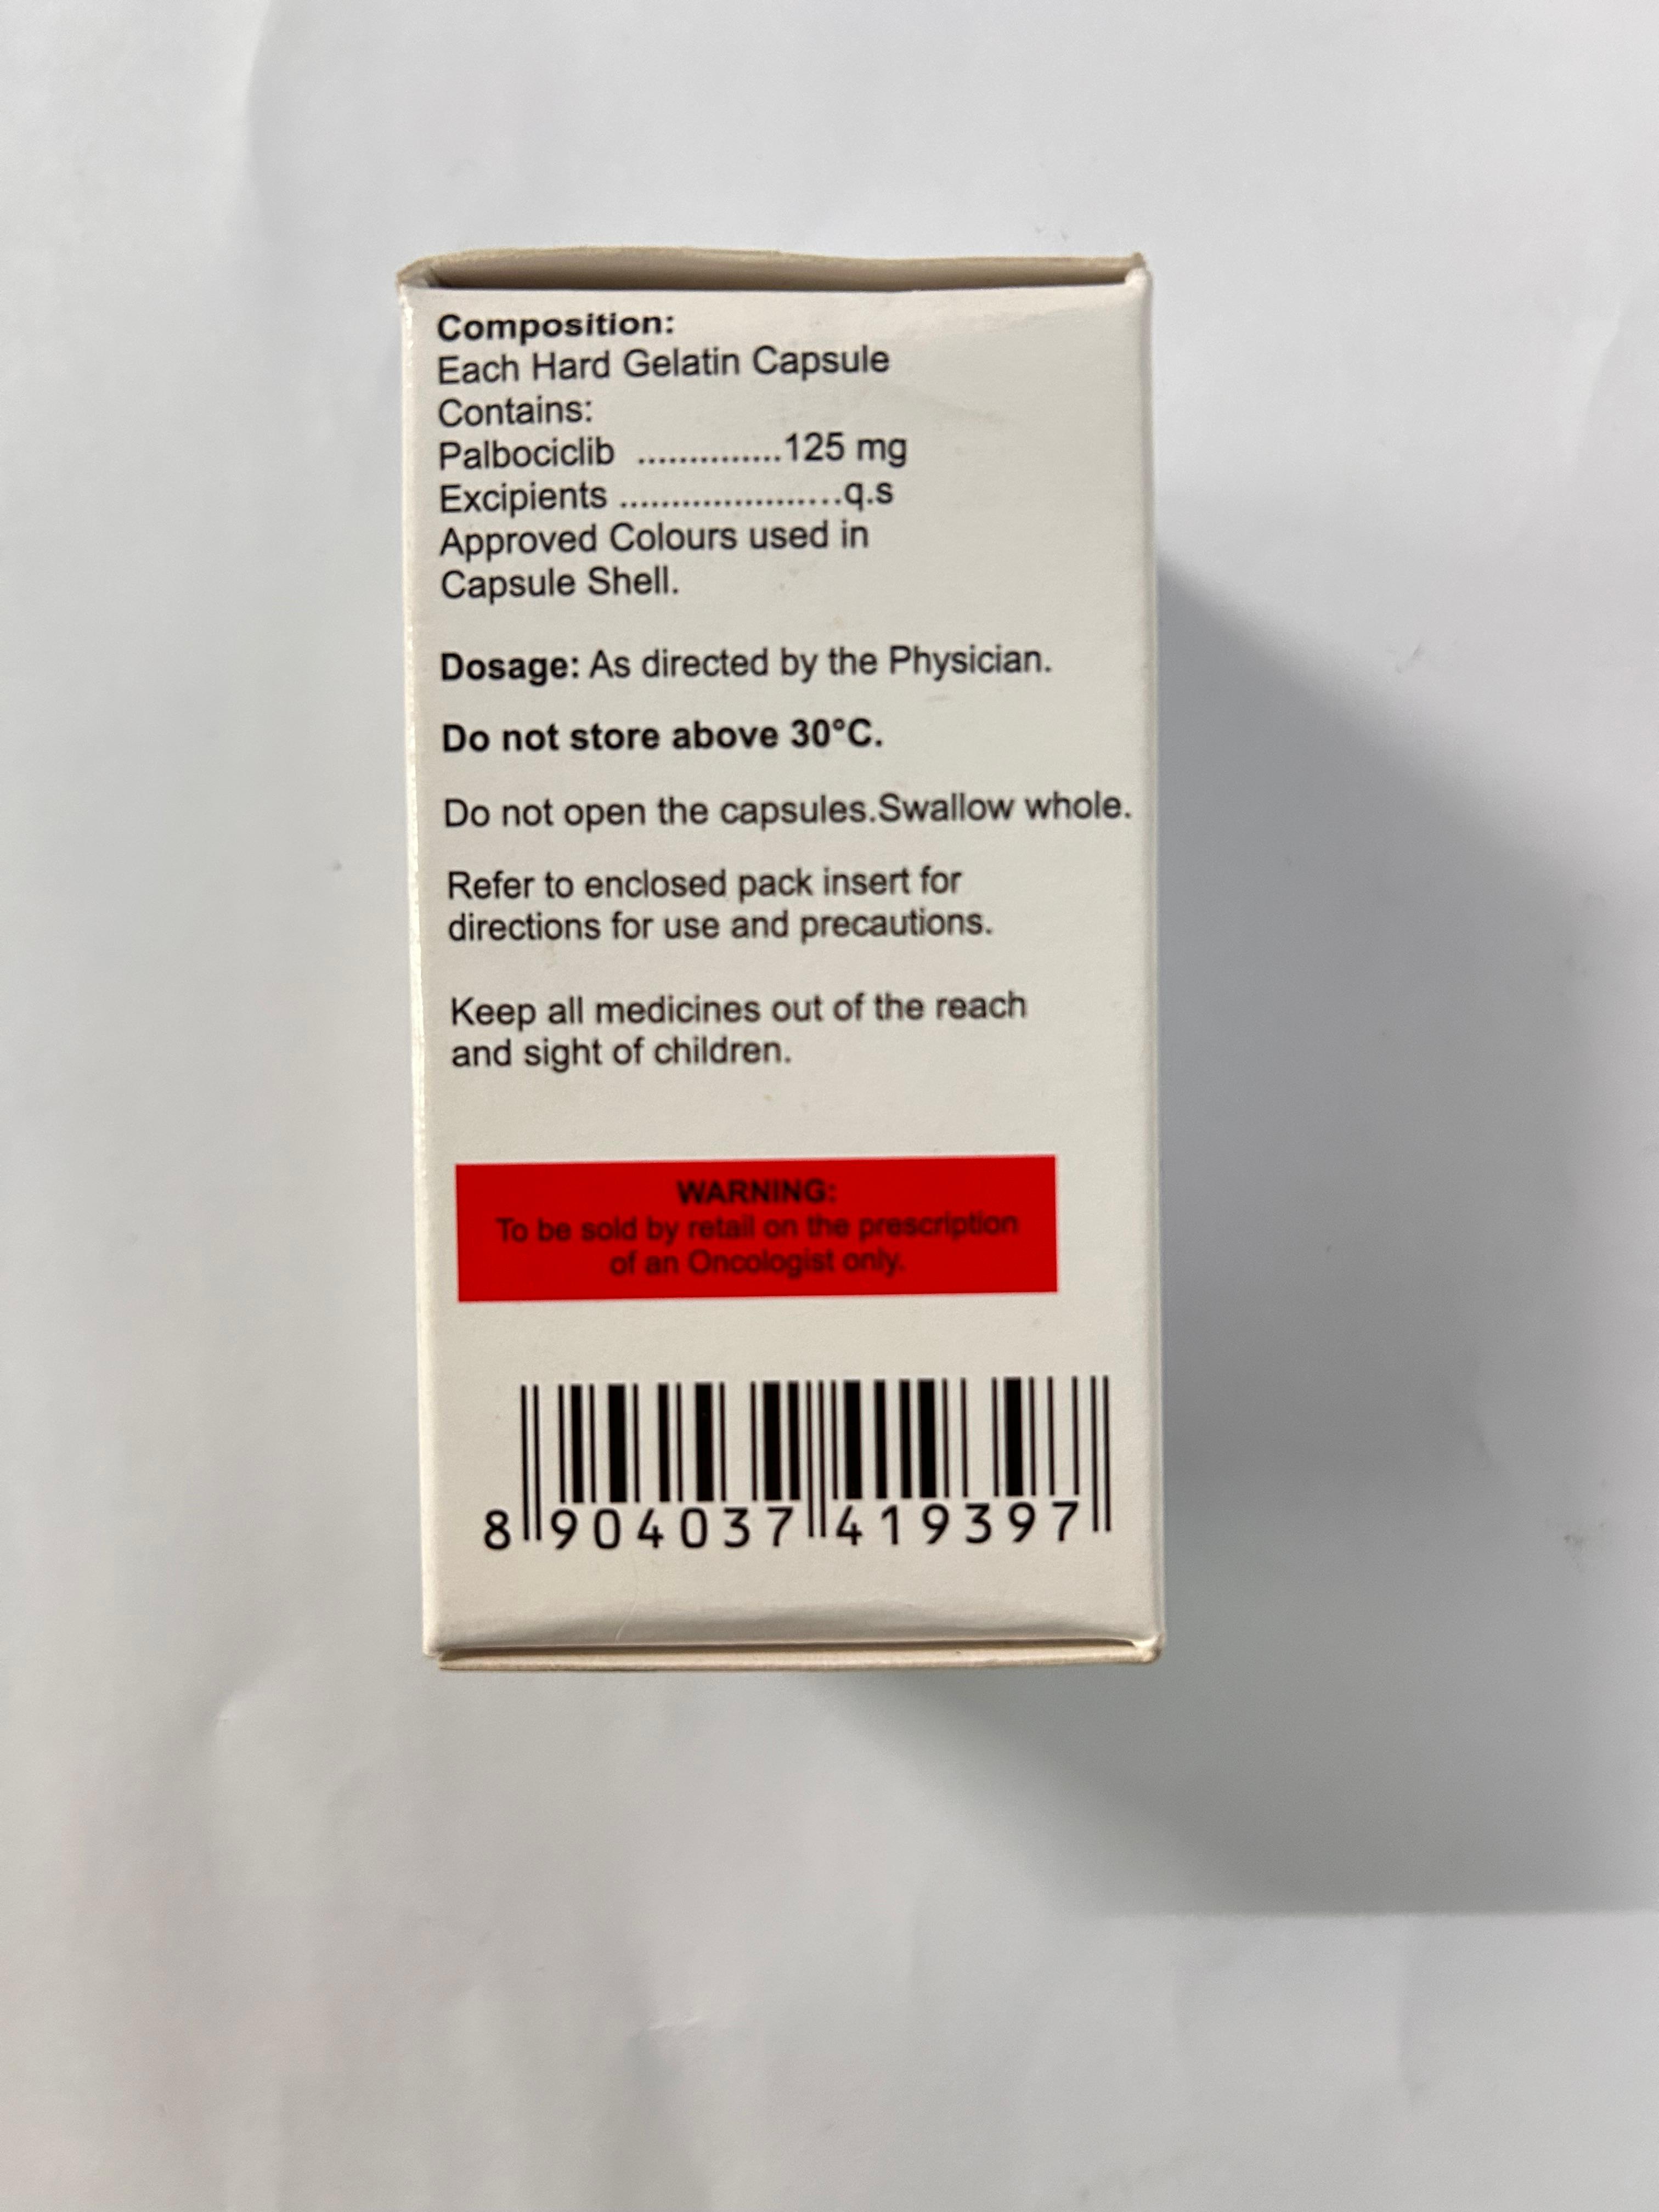 Composition:
Each Hard Gelatin Capsule
Contains:
Palbociclib ..............125 mg
Excipients ......................q.s
Approved Colours used in
Capsule Shell.
Dosage: As directed by the Physician.
Do not store above 30°C.
Do not open the capsules.Swallow whole.
Refer to enclosed pack insert for
directions for use and precautions.
Keep all medicines out of the reach
and sight of children.
WARNING:
To be sold by retail on the prescription
of an Oncologist only.
8 904037 419397